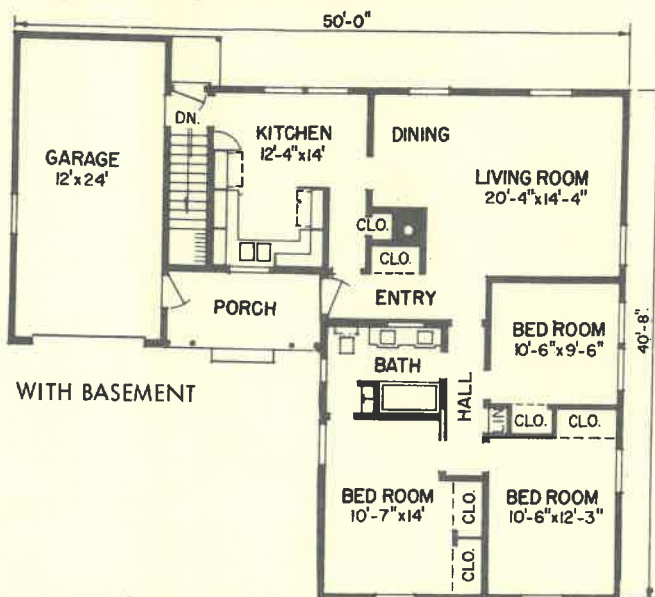 50'-0"
DN.
KITCHEN
12'-4"x14'
DINING
GARAGE
12'x24'
LIVING ROOM
20'-4"x14'-4"
CLO.
CLO.
ENTRY
PORCH
BED ROOM
10'-6"x9'-6"
40'-8"
BATH
HALL
WITH BASEMENT
LIN
CLO.
CLO.
BED ROOM
10'-7"x14'
CLO.
CLO.
BED ROOM
10'-6"x12'-3"